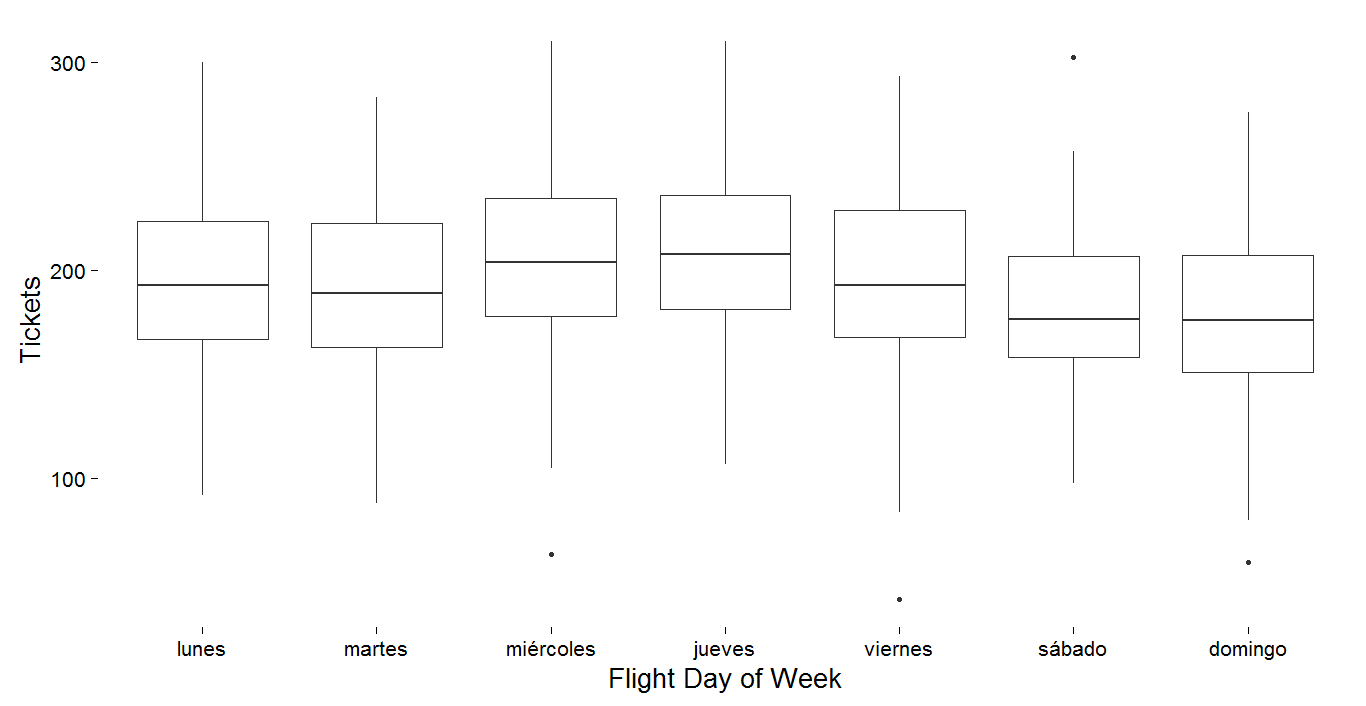 300
200
100
Tickets
lunes martes miércoles jueves viernes sábado domingo
Flight Day of Week